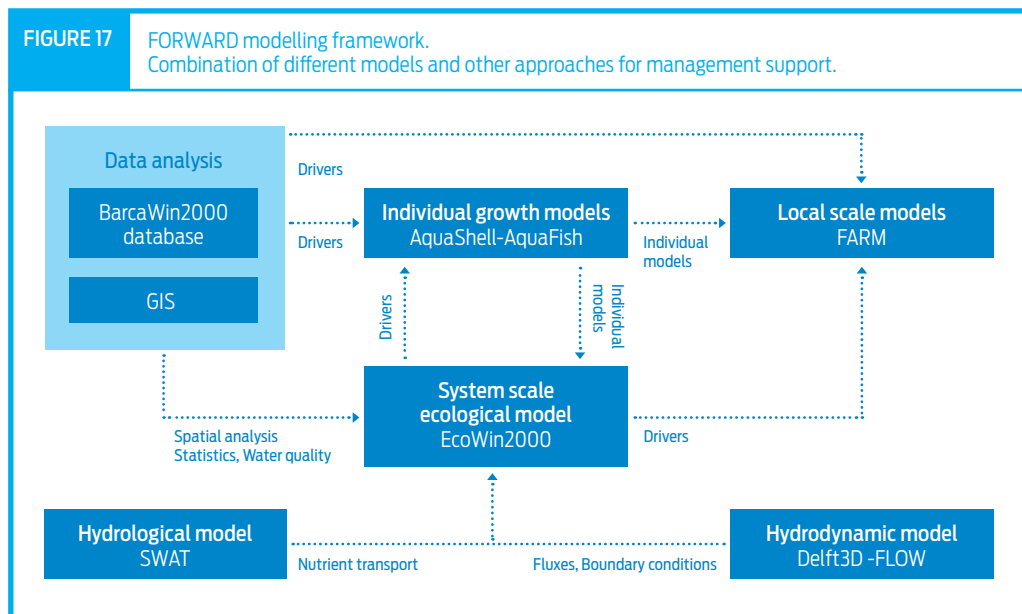 FIGURE 17
FORWARD modelling framework.
Combination of different models and other approaches for management support.
Data analysis
BarcaWin2000
database
GIS
Drivers
Drivers
Individual growth models
AquaShell-AquaFish
Individual
models
Local scale models
FARM
Drivers
Individual
models
System scale
ecological model
EcoWin2000
Spatial analysis
Statistics, Water quality
Drivers
Hydrological model
SWAT
Nutrient transport
Fluxes, Boundary conditions
Hydrodynamic model
Delft3D -FLOW